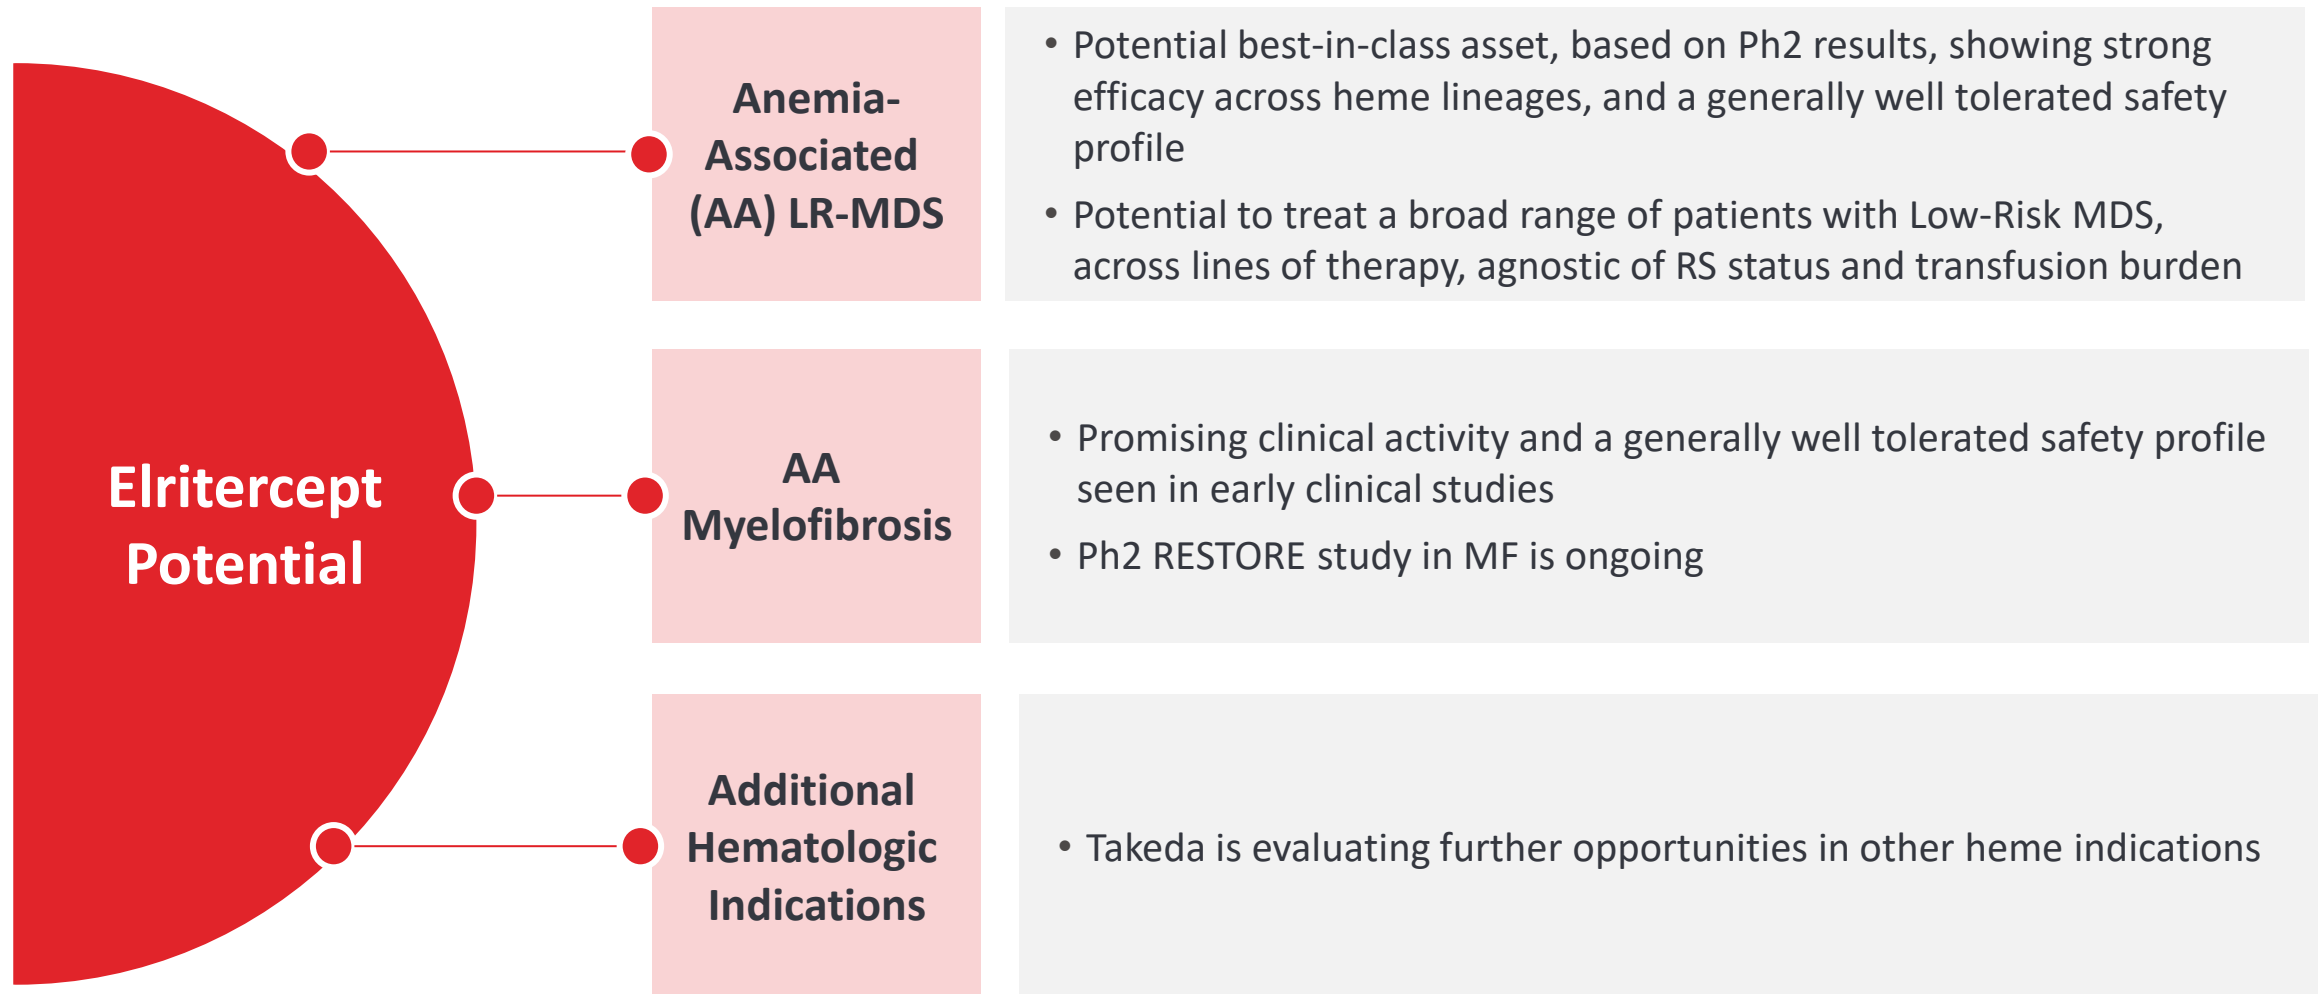 Elritercept
Potential
Anemia-
Associated
(AA) LR-MDS
• Potential best-in-class asset, based on Ph2 results, showing strong
efficacy across heme lineages, and a generally well tolerated safety
profile
• Potential to treat a broad range of patients with Low-Risk MDS,
across lines of therapy, agnostic of RS status and transfusion burden
AA
Myelofibrosis
• Promising clinical activity and a generally well tolerated safety profile
seen in early clinical studies
• Ph2 RESTORE study in MF is ongoing
Additional
Hematologic
Indications
• Takeda is evaluating further opportunities in other heme indications